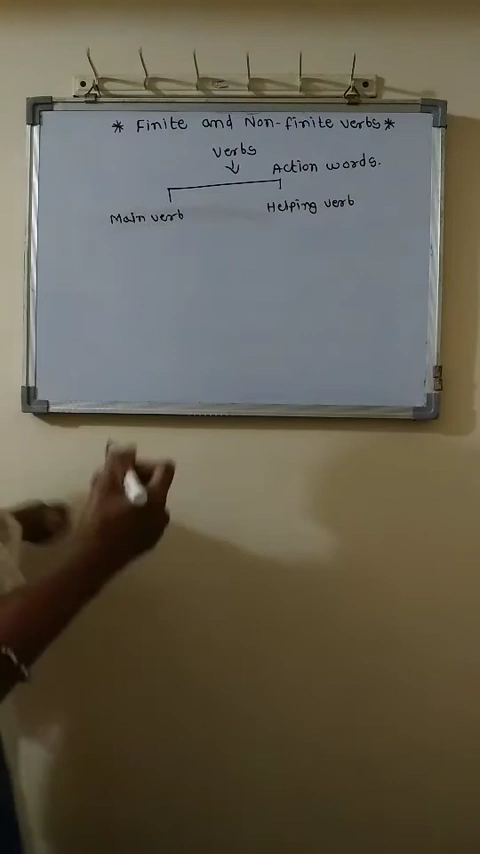 * Finite and Non-finite verbs *
Verbs
Action words.
Main verb
Helping verb